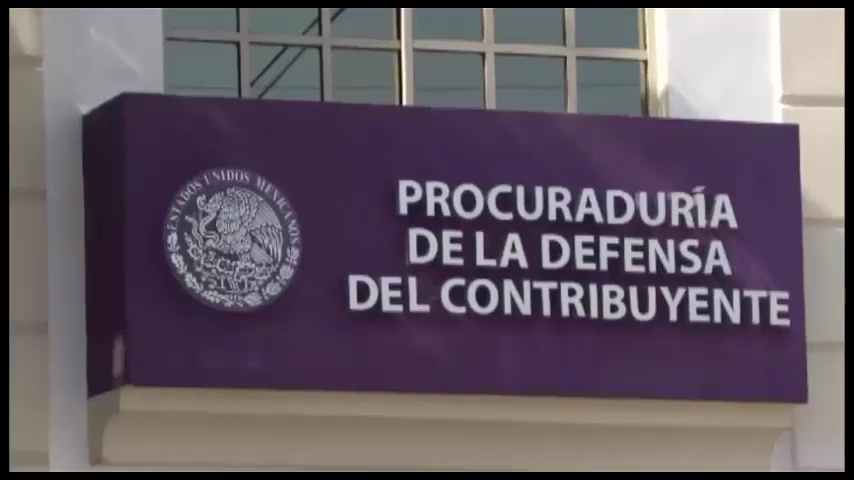 ESTADOS UNIDOS MEXICANOS
PROCURADURÍA
DE LA DEFENSA
DEL CONTRIBUYENTE